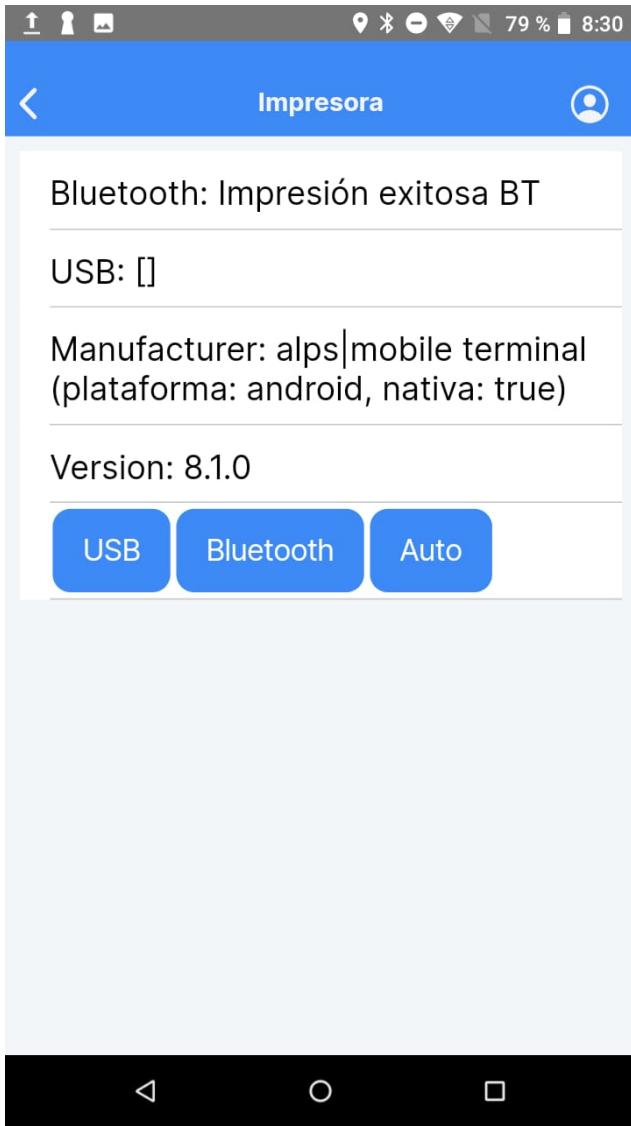 79 % 8:30
Impresora
Bluetooth: Impresión exitosa BT
USB: []
Manufacturer: alps|mobile terminal
(plataforma: android, nativa: true)
Version: 8.1.0
USB Bluetooth Auto